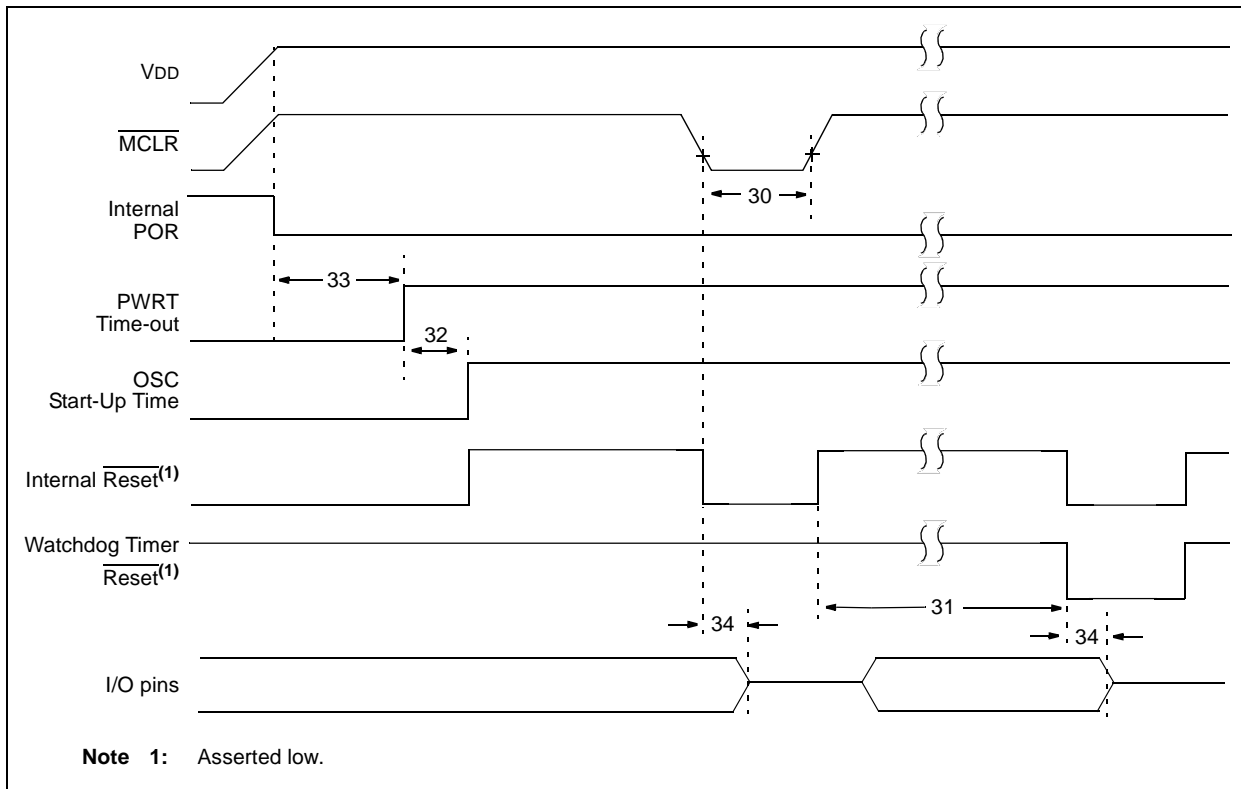 VDD
MCLR
30
Internal
POR
33
PWRT
Time-out
32
OSC
Start-Up Time
Internal Reset(1)
Watchdog Timer
Reset(1)
31
34
34
I/O pins
Note 1: Asserted low.